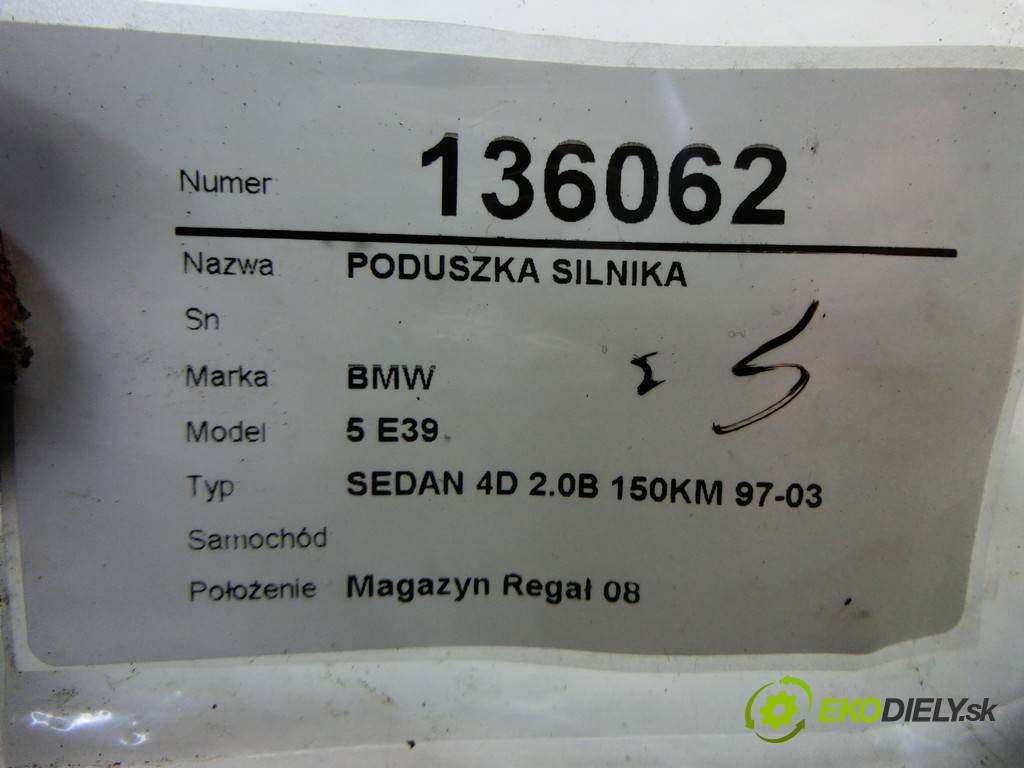 Numer 136062
Nazwa PODUSZKA SILNIKA
Sn
Marka BMW
Model 5 E39
Typ SEDAN 4D 2.0B 150KM 97-03
Samochód
Położenie Magazyn Regał 08
EKODIELY.sk